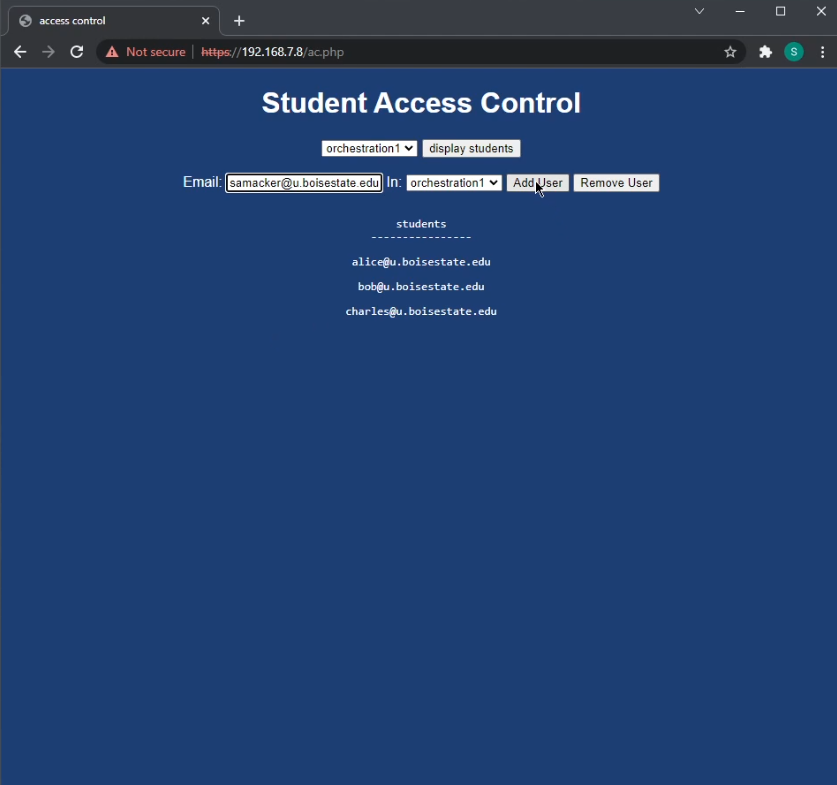 access control
Not secure | https://192.168.7.8/ac.php
S
Student Access Control
orchestration1 display students
Email: samacker@u.boisestate.edu In: orchestration1 Add User Remove User
students
----------------
alice@u.boisestate.edu
bob@u.boisestate.edu
charles@u.boisestate.edu